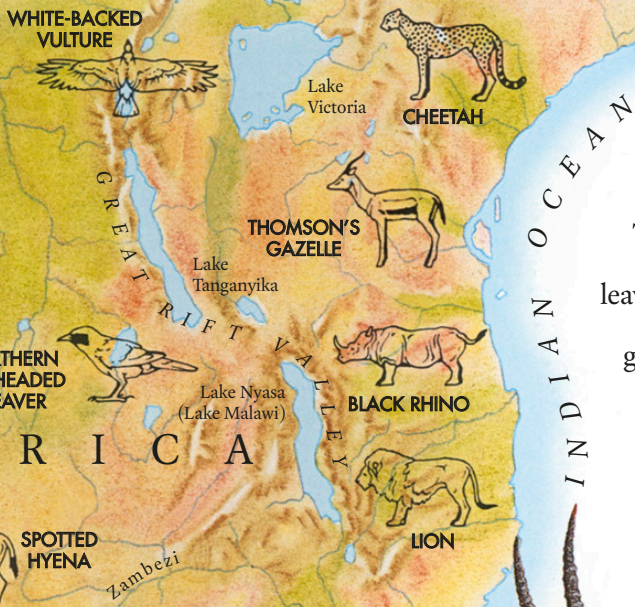 WHITE-BACKED
VULTURE
Lake
Victoria
CHEETAH
INDIAN OCEAN
THOMSON'S
GAZELLE
GREAT RIFT VALLEY
Lake
Tanganyika
leav
g
THERN
HEADED
EAVER
Lake Nyasa
(Lake Malawi)
BLACK RHINO
RICA
LION
SPOTTED
HYENA
Zambezi